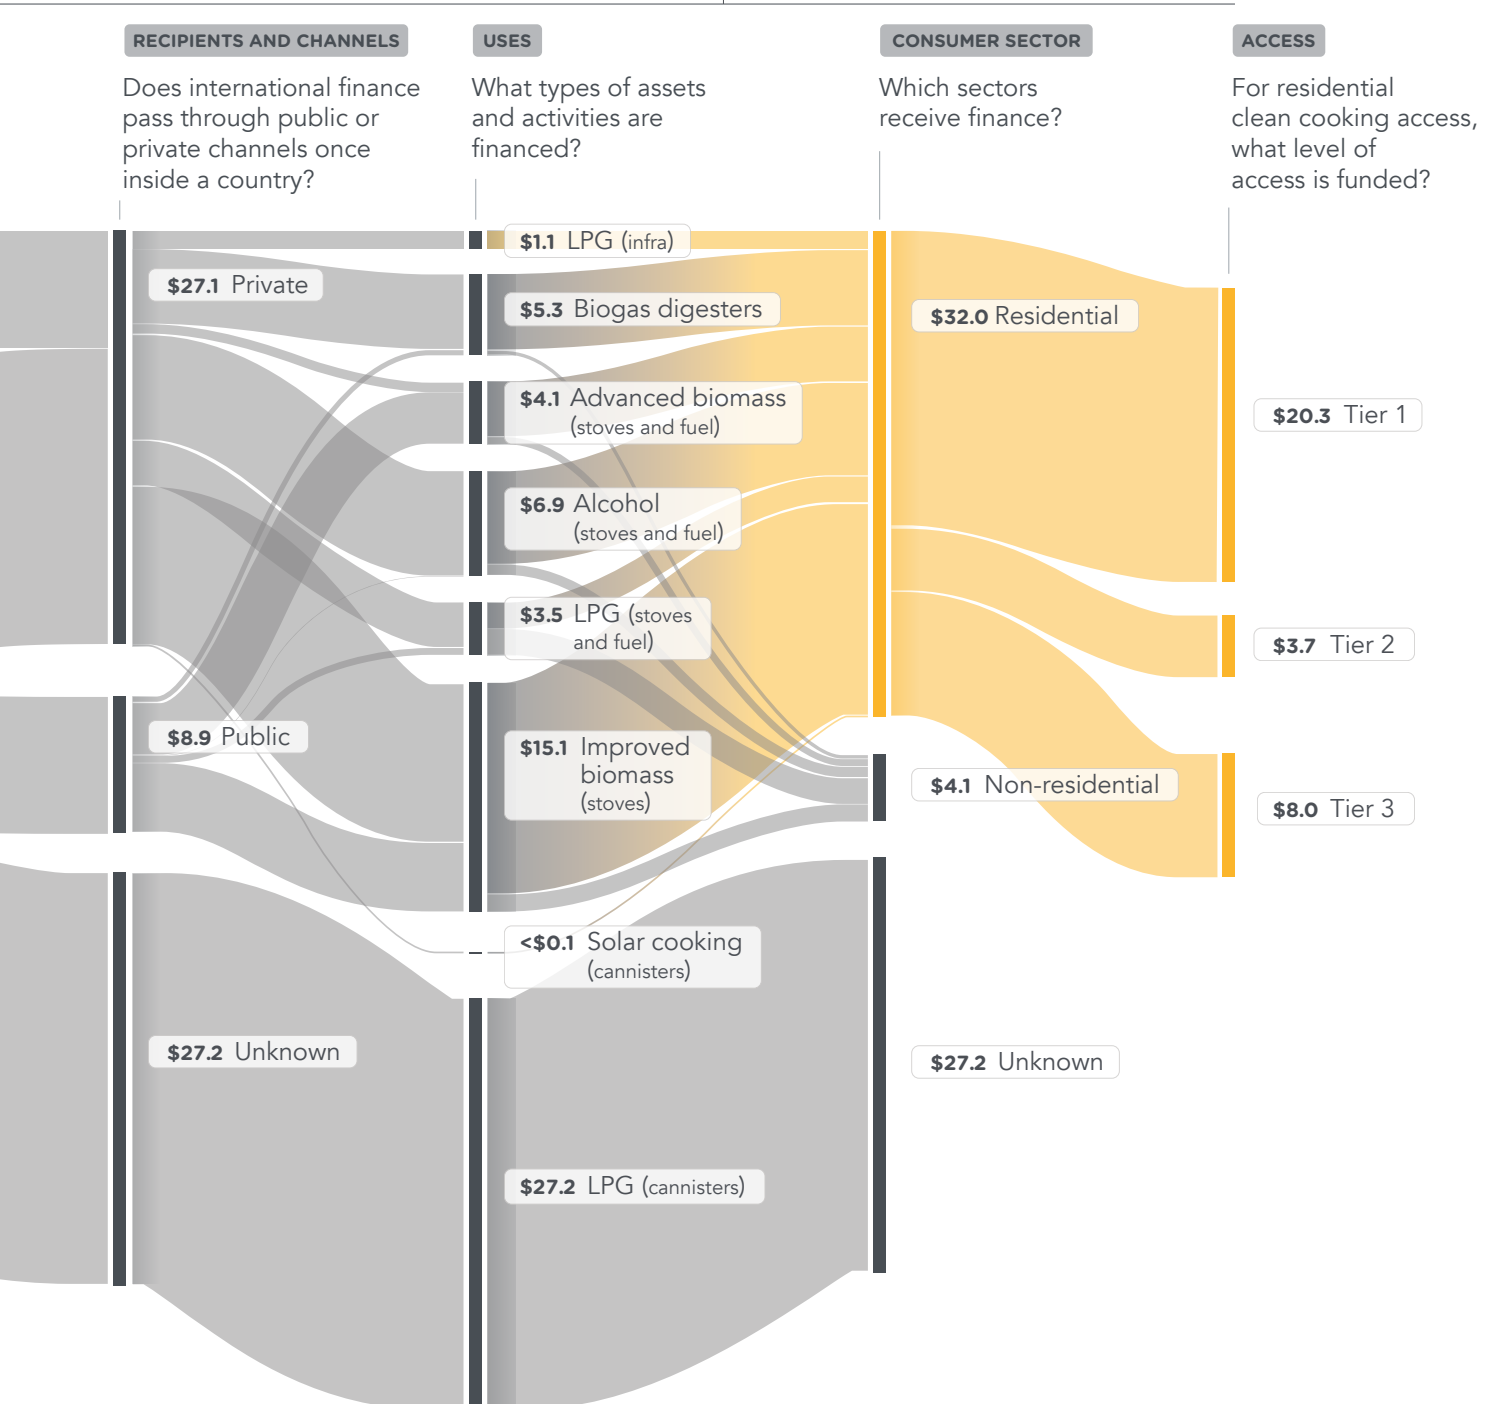 RECIPIENTS AND CHANNELS
Does international finance
pass through public or
private channels once
inside a country?
USES
What types of assets
and activities are
financed?
CONSUMER SECTOR
Which sectors
receive finance?
ACCESS
For residential
clean cooking access,
what level of
access is funded?
$27.1 Private
$8.9 Public
$27.2 Unknown
$1.1 LPG (infra)
$5.3 Biogas digesters
$4.1 Advanced biomass
(stoves and fuel)
$6.9 Alcohol
(stoves and fuel)
$3.5 LPG (stoves
and fuel)
$15.1 Improved
biomass
(stoves)
<$0.1 Solar cooking
(cannisters)
$27.2 LPG (cannisters)
$32.0 Residential
$4.1 Non-residential
$27.2 Unknown
$20.3 Tier 1
$3.7 Tier 2
$8.0 Tier 3